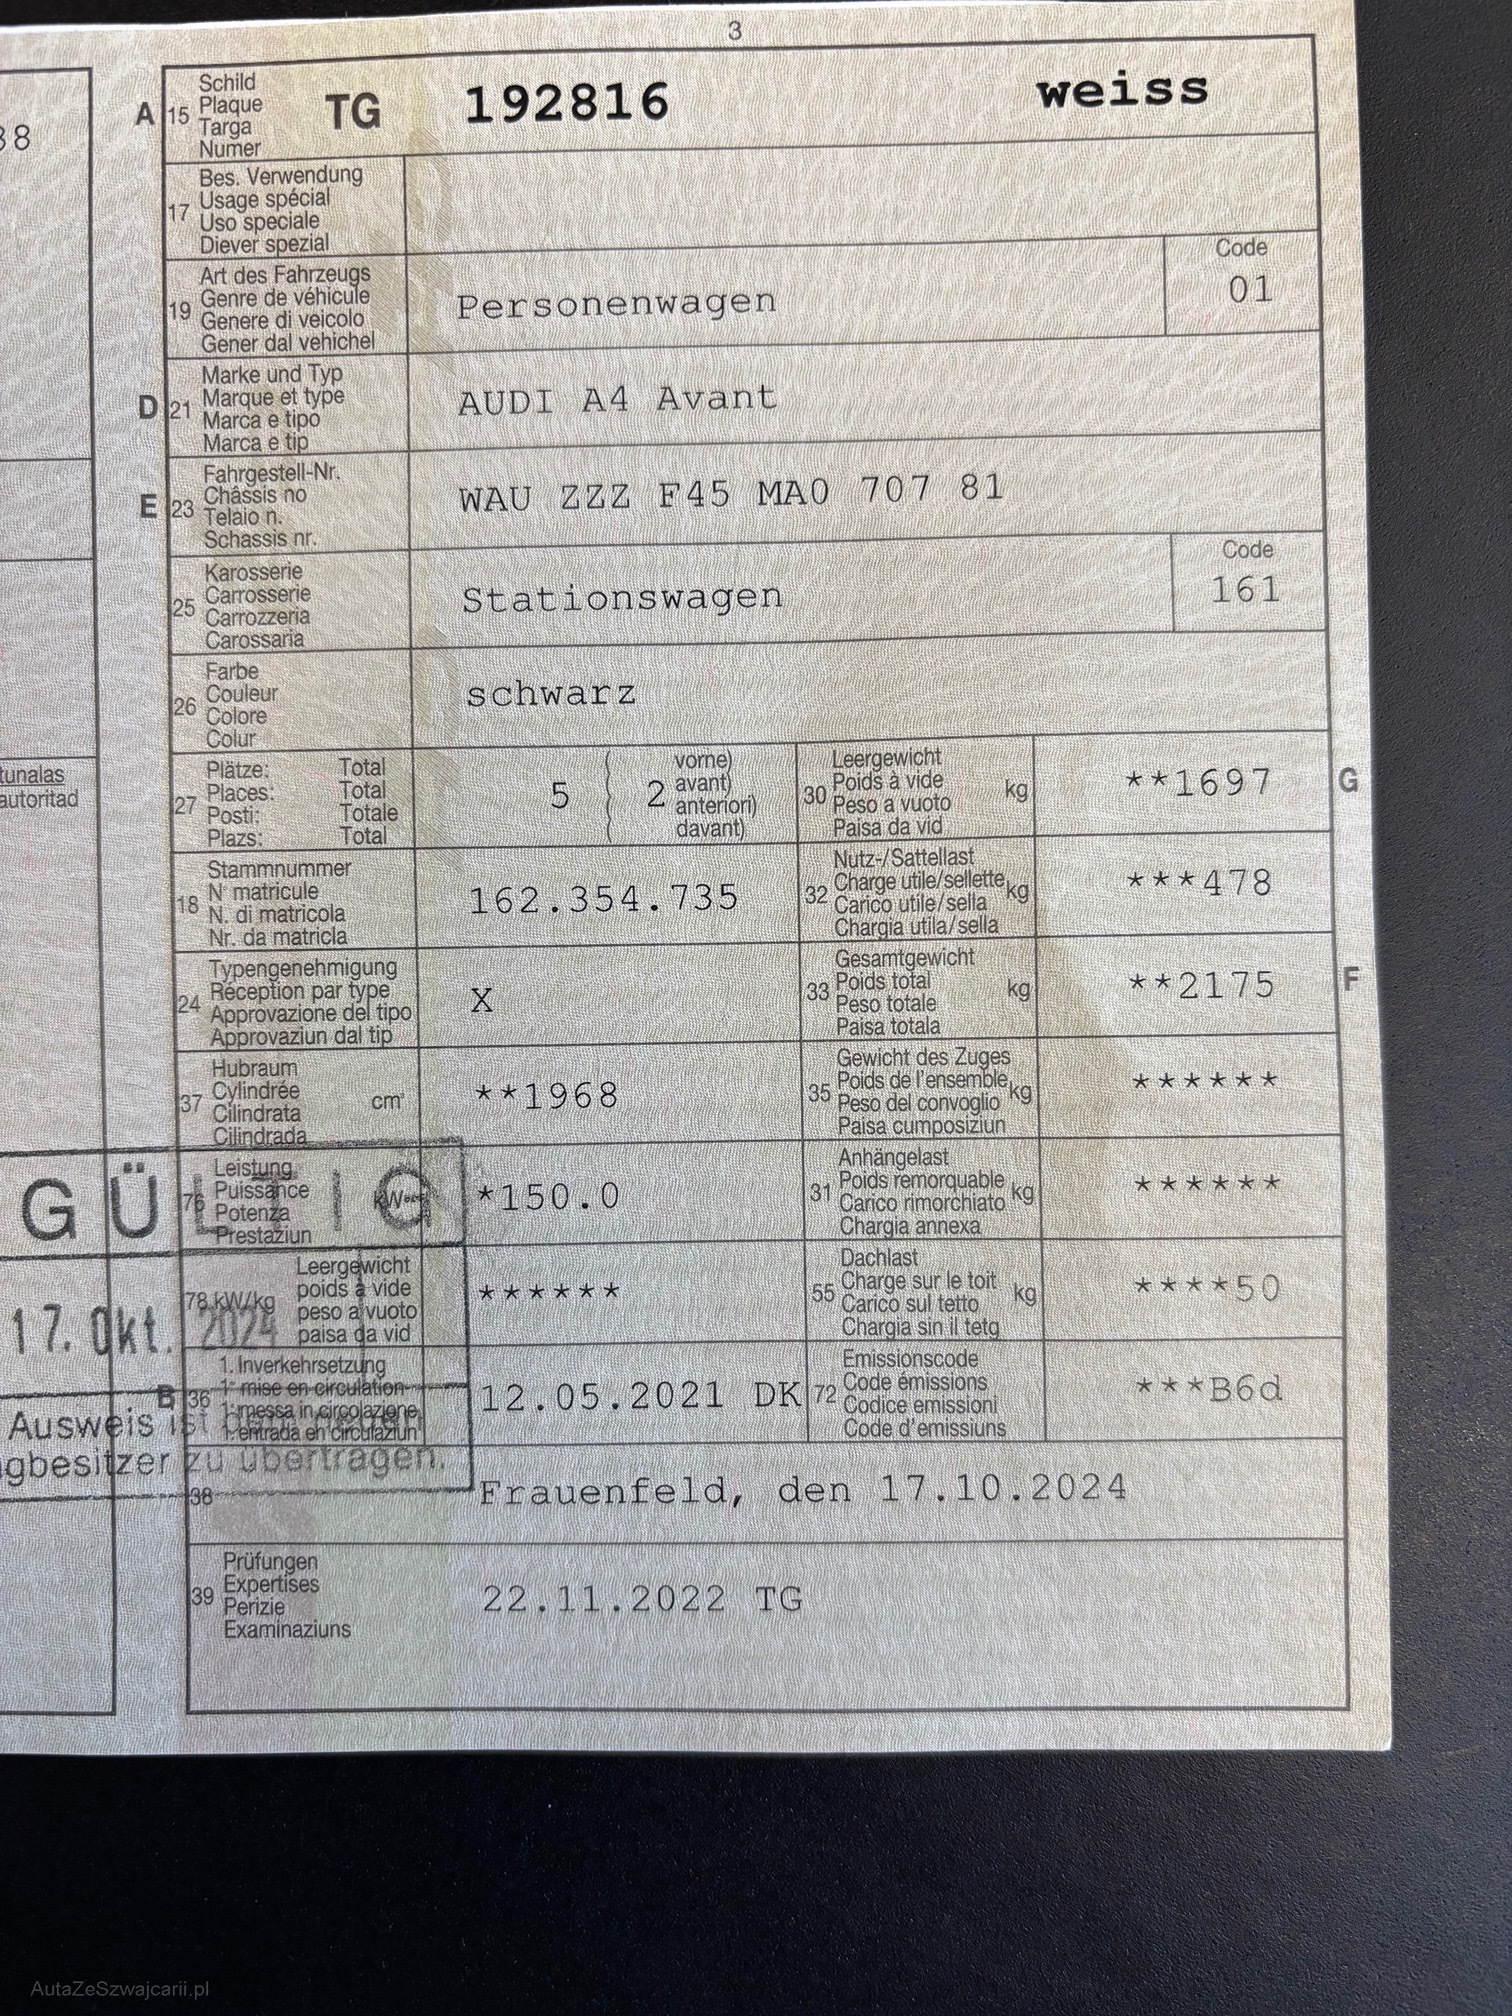 3
38
A 15 Schild
Plaque
Targa
Numer
TG 192816 weiss
17 Bes. Verwendung
Usage spécial
Uso speciale
Diever spezial
19 Art des Fahrzeugs
Genre de véhicule
Genere di veicolo
Gener dal vehichel
Personenwagen
Code
01
D 21 Marke und Typ
Marque et type
Marca e tipo
Marca e tip
AUDI A4 Avant
E 23 Fahrgestell-Nr.
Châssis no
Telaio n.
Schassis nr.
WAU ZZZ F45 MA0 707 81
25 Karosserie
Carrosserie
Carrozzeria
Carossaria
Stationswagen
Code
161
26 Farbe
Couleur
Colore
Colur
schwarz
tunalas
autoritad
27 Plätze: Total
Places: Total
Posti: Totale
Plazs: Total
5 2
vorne)
avant)
anteriori)
davant)
30 Leergewicht
Poids à vide kg
Peso a vuoto
Paisa da vid
**1697 G
18 Stammnummer
N° matricule
N. di matricola
Nr. da matricla
162.354.735
32 Nutz-/Sattellast
Charge utile/sellette kg
Carico utile/sella
Chargia utila/sella
***478
24 Typengenehmigung
Réception par type
Approvazione del tipo
Approvaziun dal tip
X
33 Gesamtgewicht
Poids total kg
Peso totale
Paisa totala
**2175 F
37 Hubraum
Cylindrée cm³
Cilindrata
Cilindrada
**1968
35 Gewicht des Zuges
Poids de l'ensemble kg
Peso del convoglio
Paisa cumposiziun
******
76 Leistung
Puissance kW
Potenza
Prestaziun
*150.0
31 Anhängelast
Poids remorquable kg
Carico rimorchiato
Chargia annexa
******
GÜLTIG
78 kW/kg Leergewicht
poids à vide
peso a vuoto
paisa da vid
******
55 Dachlast
Charge sur le toit kg
Carico sul tetto
Chargia sin il tetg
****50
17. Okt. 2024
B 36 1. Inverkehrsetzung
1re mise en circulation
1a messa in circolazione
1. entrada en circulaziun
12.05.2021 DK
72 Emissionscode
Code émissions
Codice emissioni
Code d'emissiuns
***B6d
Ausweis ist
gbesitzer zu übertragen.
38 Frauenfeld, den 17.10.2024
39 Prüfungen
Expertises
Perizie
Examinaziuns
22.11.2022 TG
AutaZeSzwajcarii.pl